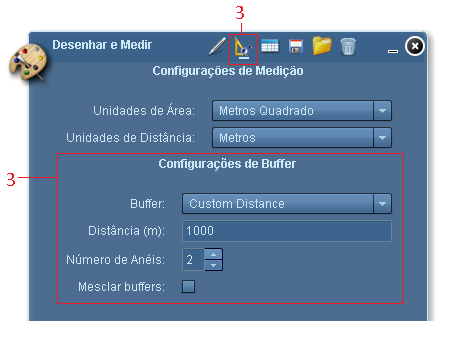 3
Desenhar e Medir
Configurações de Medição
Unidades de Área: Metros Quadrado
Unidades de Distância: Metros
Configurações de Buffer
3
Buffer: Custom Distance
Distância (m): 1000
Número de Anéis: 2
Mesclar buffers: